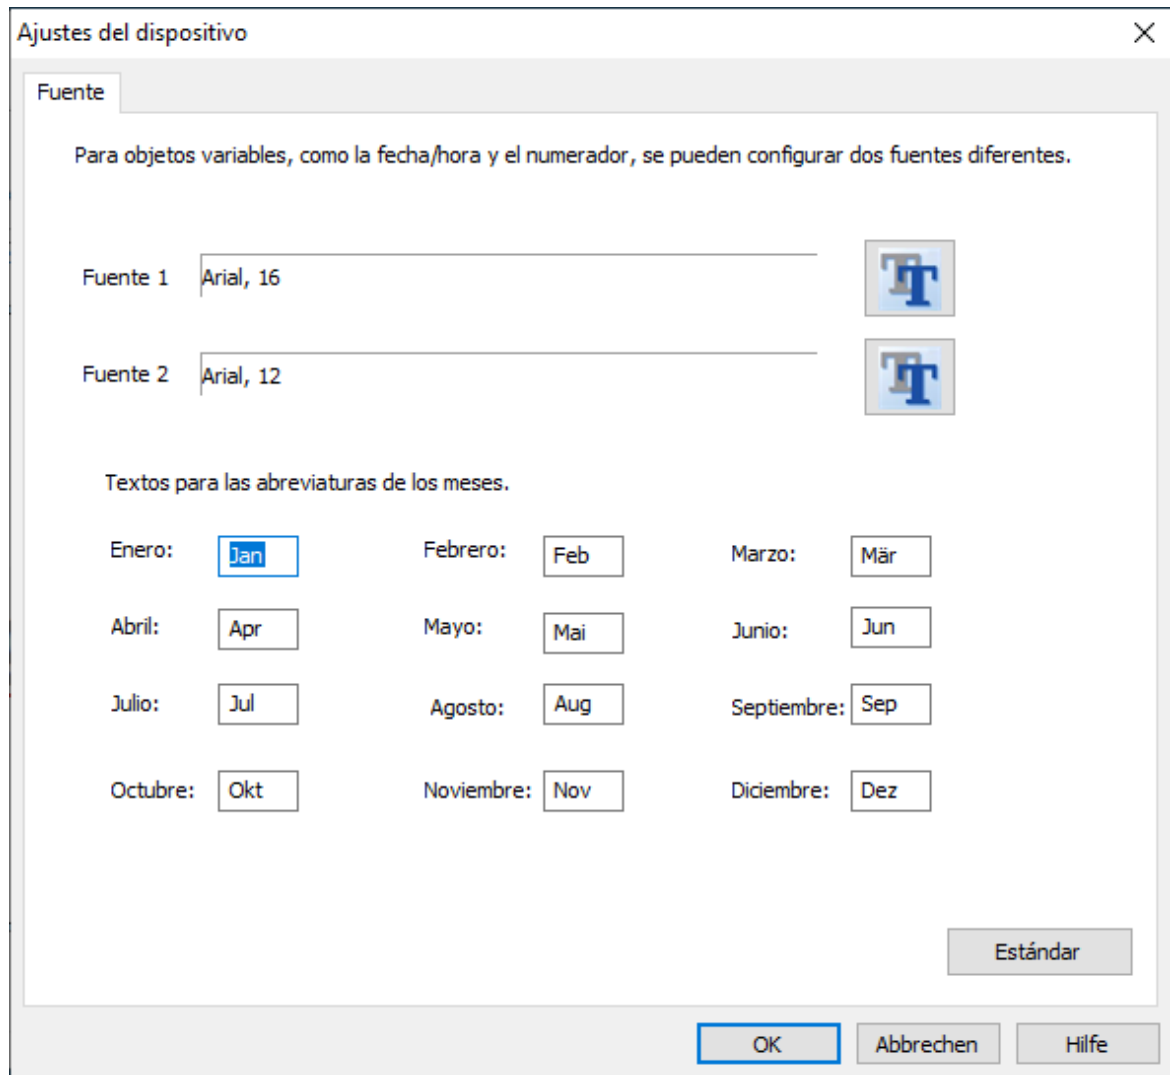 Ajustes del dispositivo
Fuente
Para objetos variables, como la fecha/hora y el numerador, se pueden configurar dos fuentes diferentes.
Fuente 1 Arial, 16
Fuente 2 Arial, 12
Textos para las abreviaturas de los meses.
Enero: Jan Febrero: Feb Marzo: Mär
Abril: Apr Mayo: Mai Junio: Jun
Julio: Jul Agosto: Aug Septiembre: Sep
Octubre: Okt Noviembre: Nov Diciembre: Dez
Estándar
OK Abbrechen Hilfe